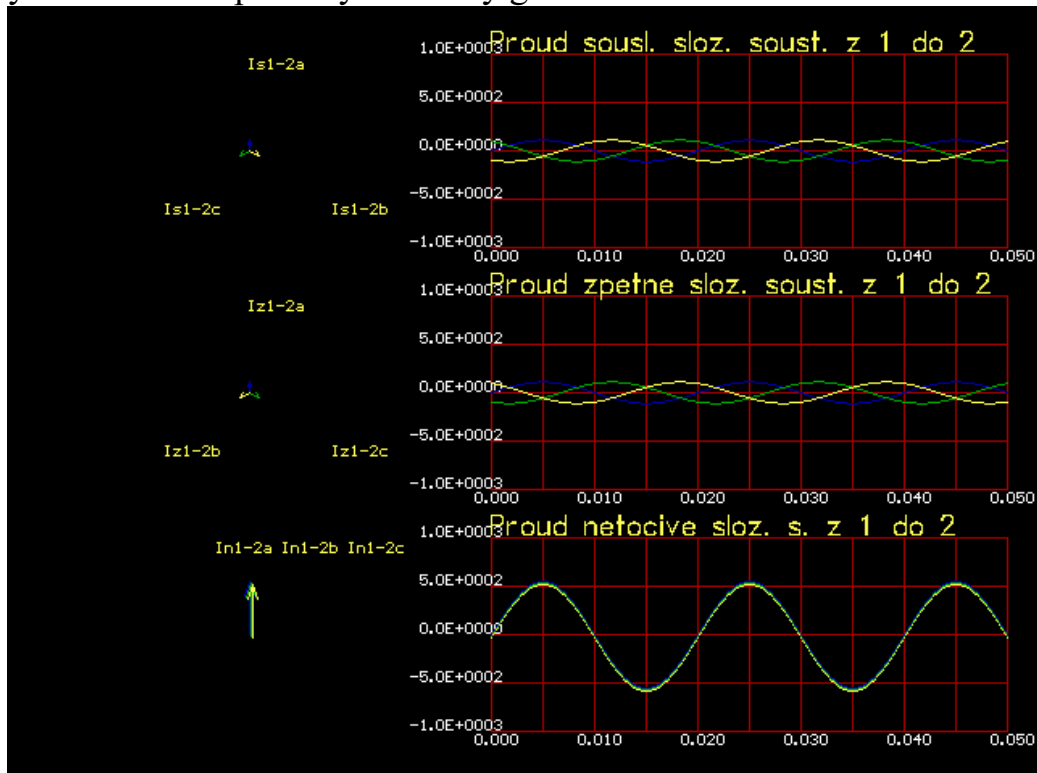 Proud sousl. sloz. soust. z 1 do 2
1.0E+0003
Is1-2a
5.0E+0002
0.0E+0000
-5.0E+0002
Is1-2c Is1-2b
-1.0E+0003
0.000 0.010 0.020 0.030 0.040 0.050
Proud zpetne sloz. soust. z 1 do 2
1.0E+0003
Iz1-2a
5.0E+0002
0.0E+0000
-5.0E+0002
Iz1-2b Iz1-2c
-1.0E+0003
0.000 0.010 0.020 0.030 0.040 0.050
Proud netocive sloz. s. z 1 do 2
1.0E+0003
In1-2a In1-2b In1-2c
5.0E+0002
0.0E+0000
-5.0E+0002
-1.0E+0003
0.000 0.010 0.020 0.030 0.040 0.050